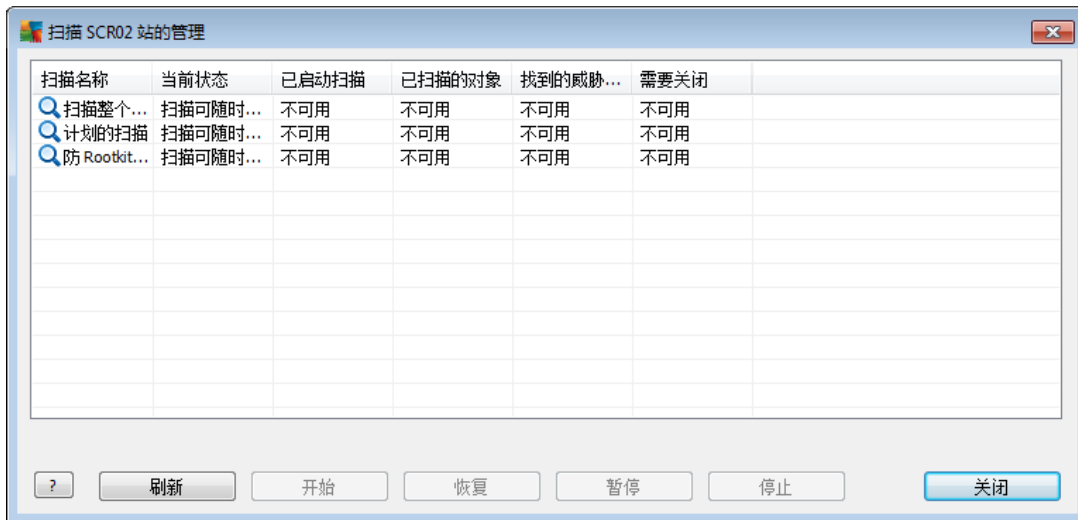 扫描 SCR02 站的管理
扫描名称 当前状态 已启动扫描 已扫描的对象 找到的威胁... 需要关闭
扫描整个... 扫描可随时... 不可用 不可用 不可用 不可用
计划的扫描 扫描可随时... 不可用 不可用 不可用 不可用
防 Rootkit... 扫描可随时... 不可用 不可用 不可用 不可用
? 刷新 开始 恢复 暂停 停止 关闭